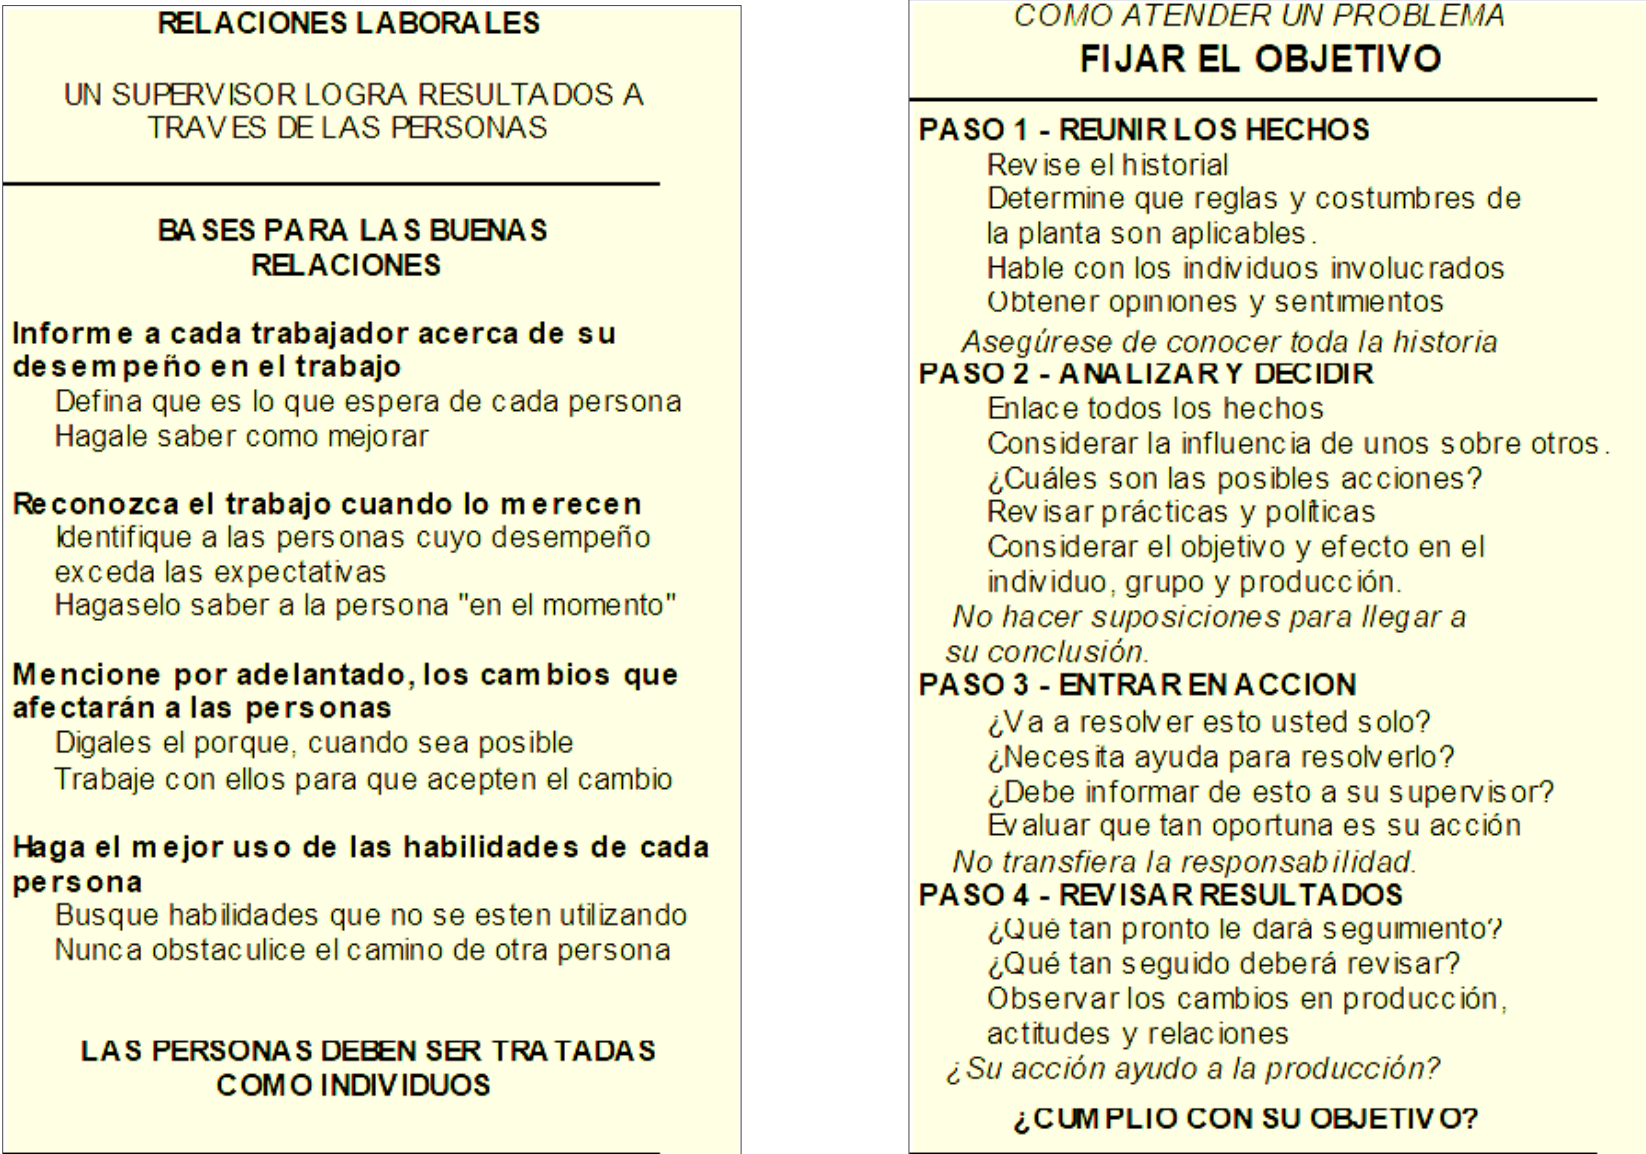 RELACIONES LABORALES
UN SUPERVISOR LOGRA RESULTADOS A
TRAVES DE LAS PERSONAS
BASES PARA LAS BUENAS
RELACIONES
Informe a cada trabajador acerca de su
desempeño en el trabajo
Defina que es lo que espera de cada persona
Hagale saber como mejorar
Reconozca el trabajo cuando lo merecen
Identifique a las personas cuyo desempeño
exceda las expectativas
Hagaselo saber a la persona "en el momento"
Mencione por adelantado, los cambios que
afectarán a las personas
Digales el porque, cuando sea posible
Trabaje con ellos para que acepten el cambio
Haga el mejor uso de las habilidades de cada
persona
Busque habilidades que no se esten utilizando
Nunca obstaculice el camino de otra persona
LAS PERSONAS DEBEN SER TRATADAS
COMO INDIVIDUOS
COMO ATENDER UN PROBLEMA
FIJAR EL OBJETIVO
PASO 1 - REUNIR LOS HECHOS
Revise el historial
Determine que reglas y costumbres de
la planta son aplicables.
Hable con los individuos involucrados
Obtener opiniones y sentimientos
Asegúrese de conocer toda la historia
PASO 2 - ANALIZAR Y DECIDIR
Enlace todos los hechos
Considerar la influencia de unos sobre otros.
¿Cuáles son las posibles acciones?
Revisar prácticas y políticas
Considerar el objetivo y efecto en el
individuo, grupo y producción.
No hacer suposiciones para llegar a
su conclusión.
PASO 3 - ENTRAR EN ACCION
¿Va a resolver esto usted solo?
¿Necesita ayuda para resolverlo?
¿Debe informar de esto a su supervisor?
Evaluar que tan oportuna es su acción
No transfiera la responsabilidad.
PASO 4 - REVISAR RESULTADOS
¿Qué tan pronto le dará seguimiento?
¿Qué tan seguido deberá revisar?
Observar los cambios en producción,
actitudes y relaciones
¿Su acción ayudo a la producción?
¿CUMPLIO CON SU OBJETIVO?